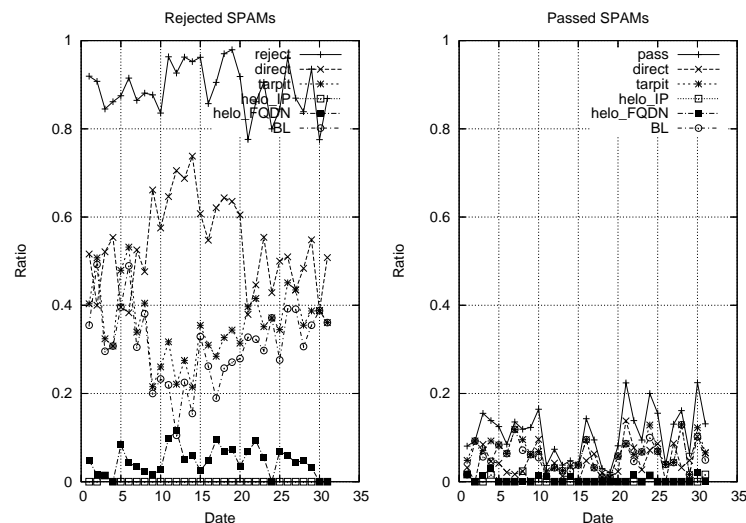 Rejected SPAMs
1
0.8
0.6
0.4
0.2
0
0
5
10
15
20
25
30
35
Ratio
Date
reject
direct
tarpit
helo_IP
helo_FQDN
BL
Passed SPAMs
1
0.8
0.6
0.4
0.2
0
0
5
10
15
20
25
30
35
Ratio
Date
pass
direct
tarpit
helo_IP
helo_FQDN
BL